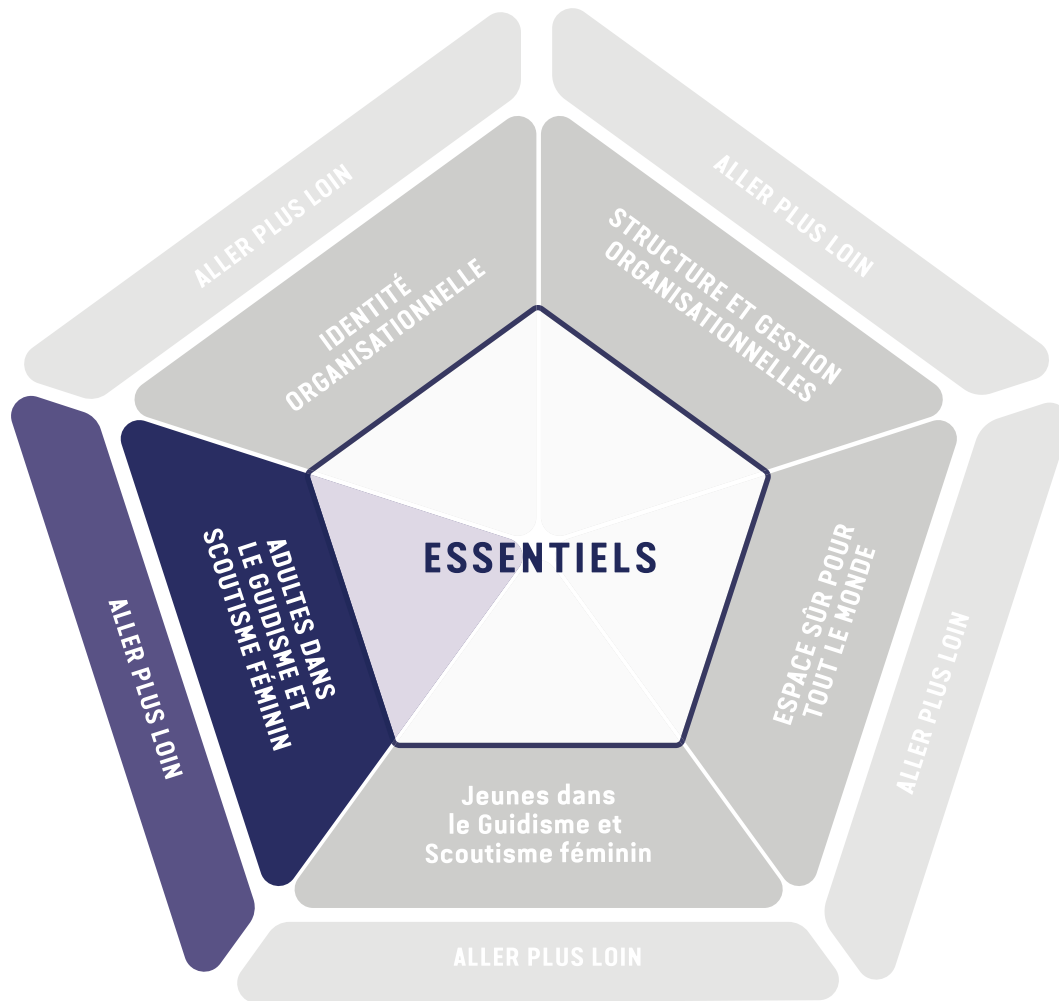 ALLER PLUS LOIN
ALLER PLUS LOIN
IDENTITÉ
ORGANISATIONNELLE
STRUCTURE ET GESTION
ORGANISATIONNELLES
ESSENTIELS
ALLER PLUS LOIN
ADULTES DANS
LE GUIDISME ET
SCOUTISME FÉMININ
ESPACE SÛR POUR
TOUT LE MONDE
ALLER PLUS LOIN
Jeunes dans
le Guidisme et
Scoutisme féminin
ALLER PLUS LOIN